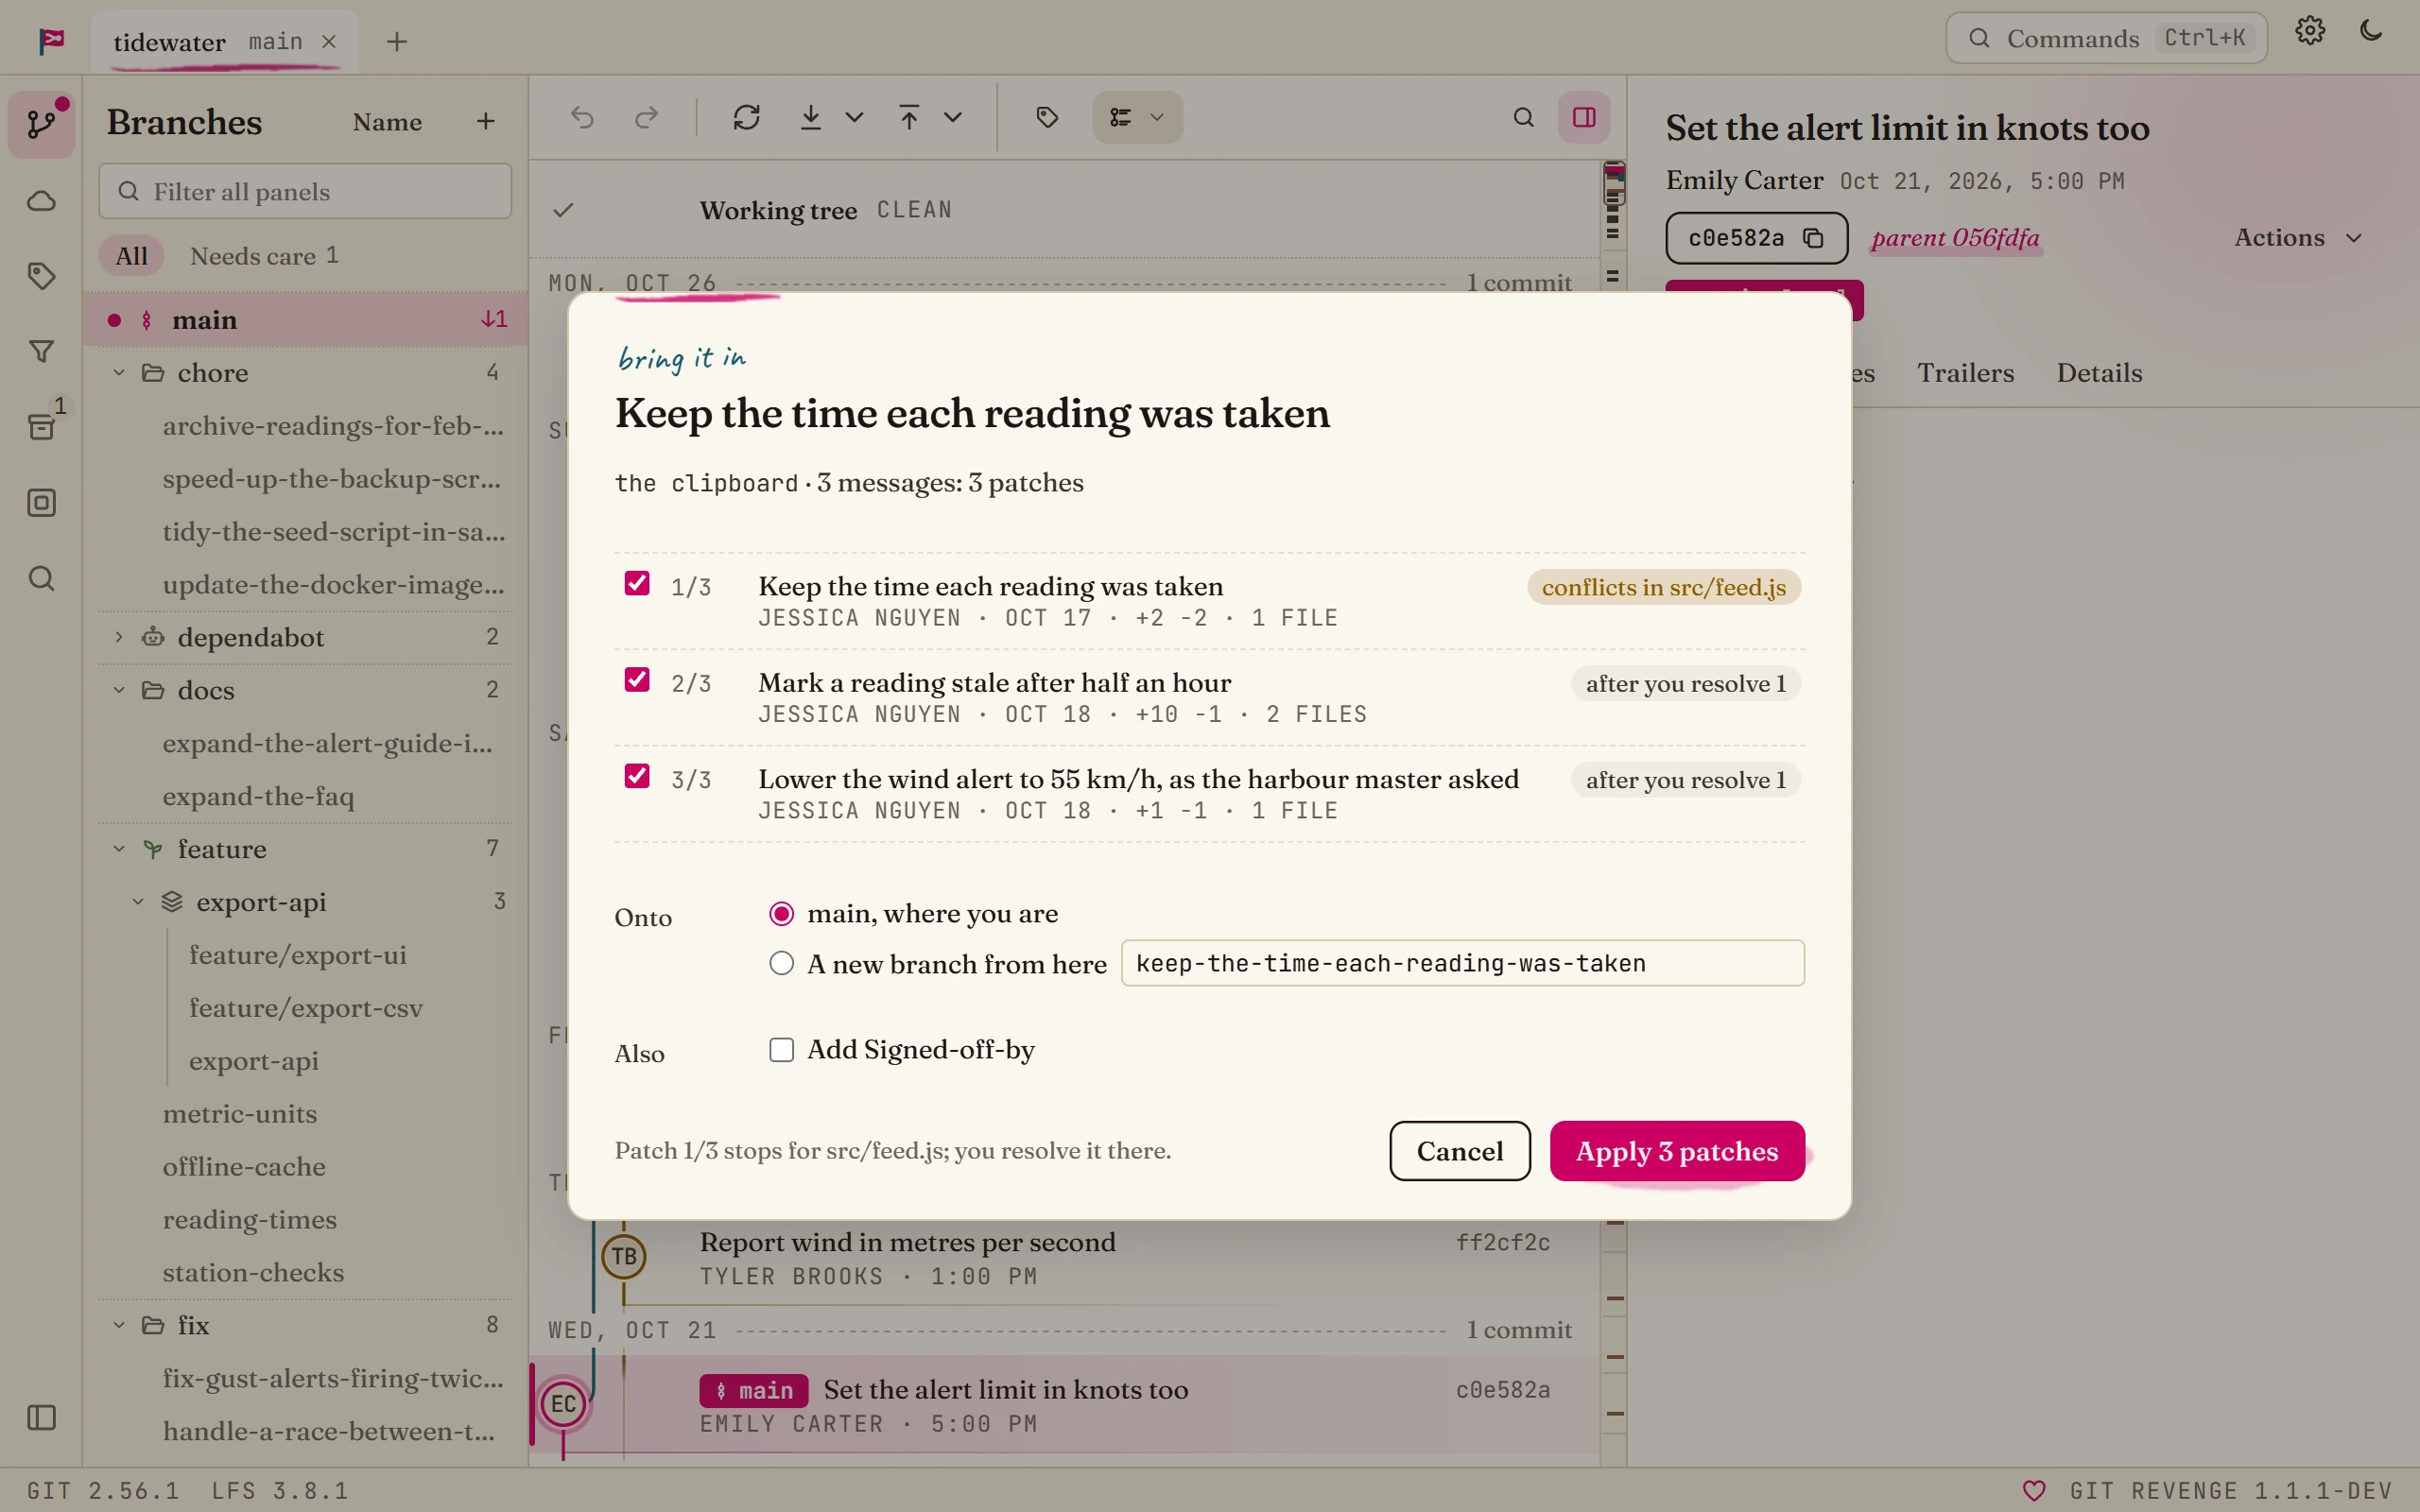 tidewater main
Commands Ctrl+K
Branches Name
Filter all panels
All Needs care 1
main ↓1
chore 4
archive-readings-for-feb-…
speed-up-the-backup-scr…
tidy-the-seed-script-in-sa…
update-the-docker-image…
dependabot 2
docs 2
expand-the-alert-guide-i…
expand-the-faq
feature 7
export-api 3
feature/export-ui
feature/export-csv
export-api
metric-units
offline-cache
reading-times
station-checks
fix 8
fix-gust-alerts-firing-twic…
handle-a-race-between-t…
1
Working tree CLEAN
MON, OCT 26 1 commit
bring it in
Keep the time each reading was taken
the clipboard · 3 messages: 3 patches
1/3 Keep the time each reading was taken conflicts in src/feed.js
JESSICA NGUYEN · OCT 17 · +2 -2 · 1 FILE
2/3 Mark a reading stale after half an hour after you resolve 1
JESSICA NGUYEN · OCT 18 · +10 -1 · 2 FILES
3/3 Lower the wind alert to 55 km/h, as the harbour master asked after you resolve 1
JESSICA NGUYEN · OCT 18 · +1 -1 · 1 FILE
Onto main, where you are
A new branch from here keep-the-time-each-reading-was-taken
Also Add Signed-off-by
Patch 1/3 stops for src/feed.js; you resolve it there. Cancel Apply 3 patches
TB Report wind in metres per second ff2cf2c
TYLER BROOKS · 1:00 PM
WED, OCT 21 1 commit
EC main Set the alert limit in knots too c0e582a
EMILY CARTER · 5:00 PM
Set the alert limit in knots too
Emily Carter Oct 21, 2026, 5:00 PM
c0e582a parent 056fdfa Actions
Trailers Details
GIT 2.56.1 LFS 3.8.1
GIT REVENGE 1.1.1-DEV